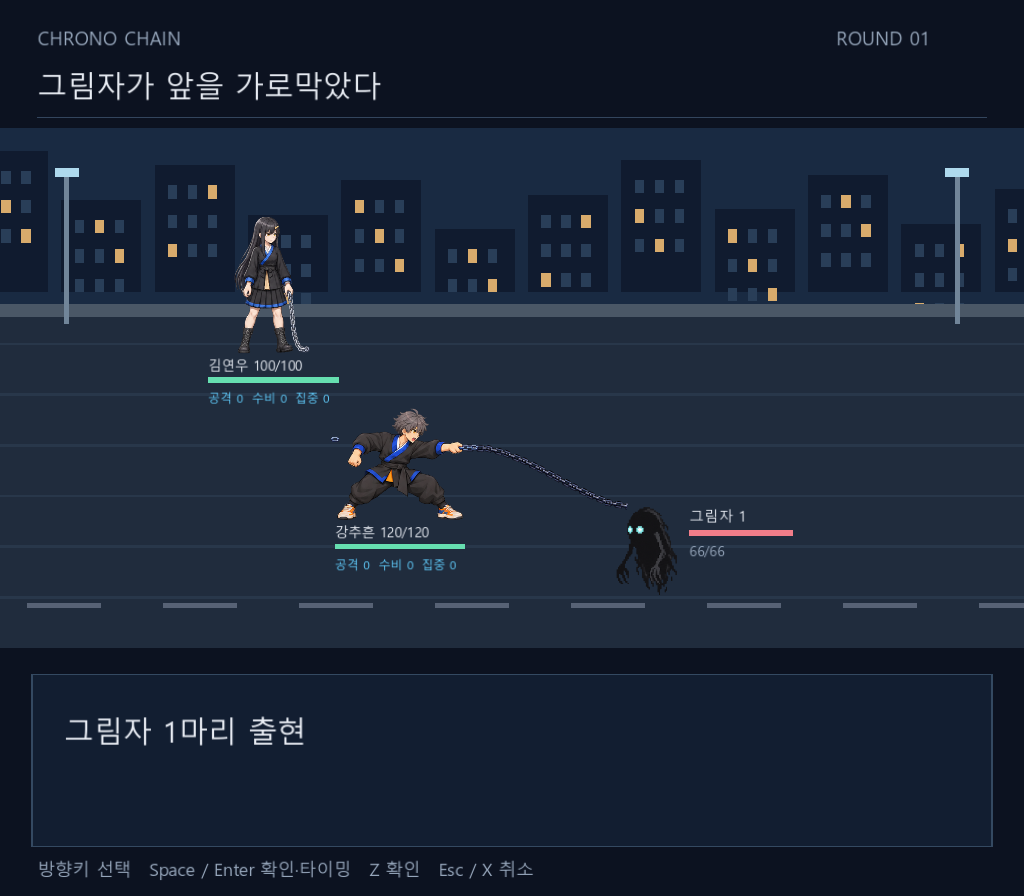 CHRONO CHAIN
ROUND 01
그림자가 앞을 가로막았다
김연우 100/100
공격 0 수비 0 집중 0
강추흔 120/120
공격 0 수비 0 집중 0
그림자 1
66/66
그림자 1마리 출현
방향키 선택 Space / Enter 확인·타이밍 Z 확인 Esc / X 취소